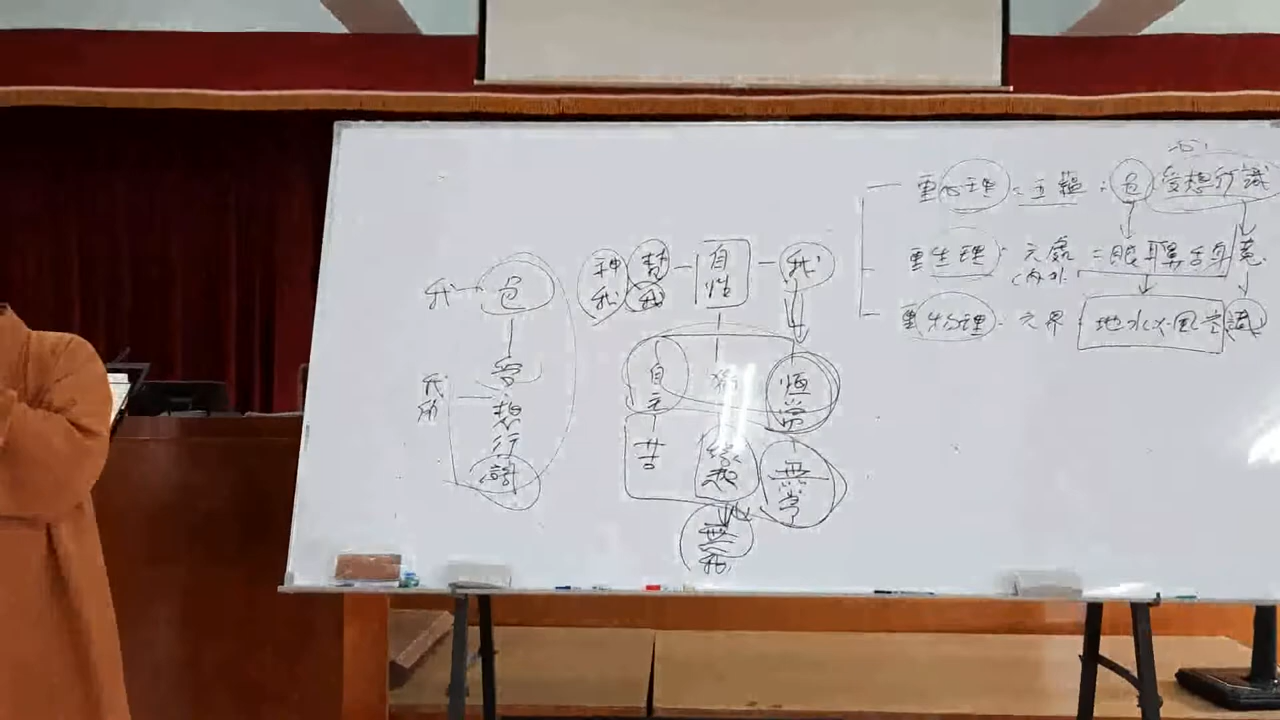 我 色
受
想
行
識
我所
神我 梵我 自性 我
自在 獨 恒常
苦 緣起 無常
無我
心
重心理：五蘊：色 受想行識
重生理：六處＝眼耳鼻舌身意
(內外
重物理：六界：地水火風空識